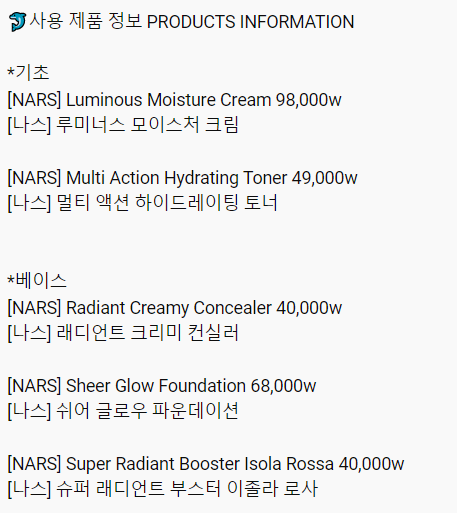 🐬사용 제품 정보 PRODUCTS INFORMATION
*기초
[NARS] Luminous Moisture Cream 98,000w
[나스] 루미너스 모이스처 크림
[NARS] Multi Action Hydrating Toner 49,000w
[나스] 멀티 액션 하이드레이팅 토너
*베이스
[NARS] Radiant Creamy Concealer 40,000w
[나스] 래디언트 크리미 컨실러
[NARS] Sheer Glow Foundation 68,000w
[나스] 쉬어 글로우 파운데이션
[NARS] Super Radiant Booster Isola Rossa 40,000w
[나스] 슈퍼 래디언트 부스터 이졸라 로사